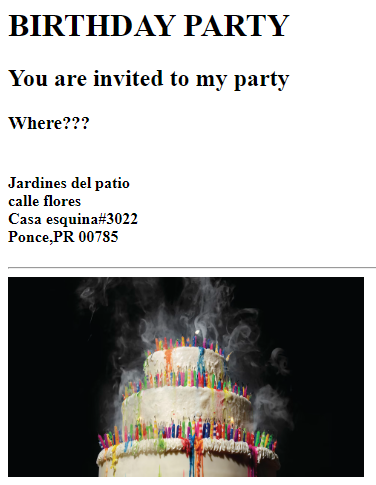 BIRTHDAY PARTY
You are invited to my party
Where???
Jardines del patio
calle flores
Casa esquina#3022
Ponce,PR 00785